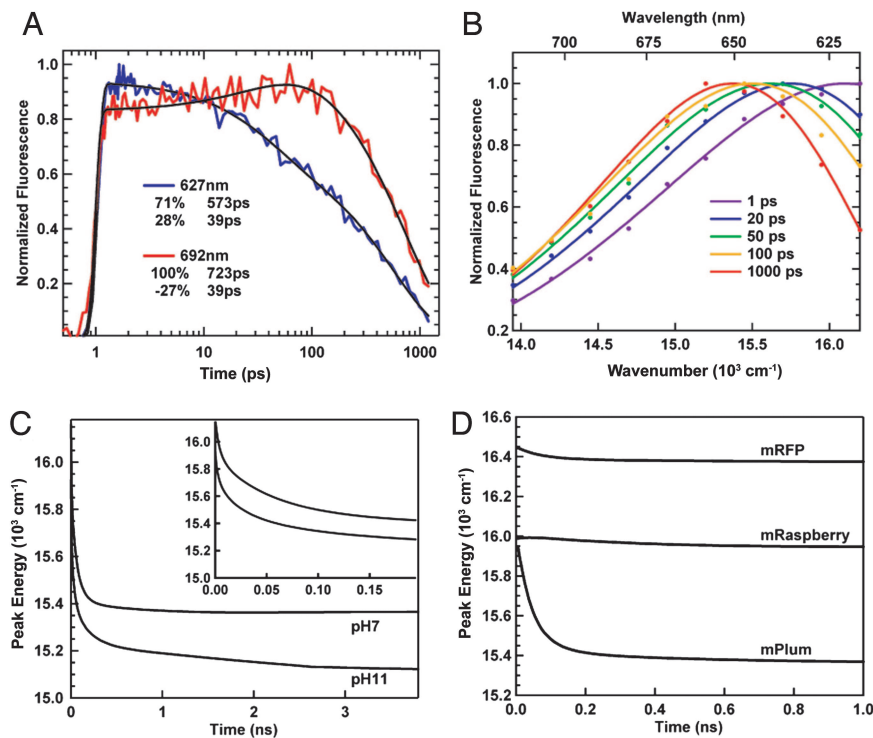 A
Normalized Fluorescence
1.0
0.8
0.6
0.4
0.2
627nm
71% 573ps
28% 39ps
692nm
100% 723ps
-27% 39ps
1 10 100 1000
Time (ps)
B
Wavelength (nm)
700 675 650 625
Normalized Fluorescence
1.0
0.8
0.6
0.4
0.2
1 ps
20 ps
50 ps
100 ps
1000 ps
14.0 14.5 15.0 15.5 16.0
Wavenumber (10³ cm⁻¹)
C
Peak Energy (10³ cm⁻¹)
16.0
15.8
15.6
15.4
15.2
15.0
16.0
15.8
15.6
15.4
15.2
15.0
0.00 0.05 0.10 0.15
pH7
pH11
0 1 2 3
Time (ns)
D
Peak Energy (10³ cm⁻¹)
16.6
16.4
16.2
16.0
15.8
15.6
15.4
15.2
mRFP
mRaspberry
mPlum
0.0 0.2 0.4 0.6 0.8 1.0
Time (ns)